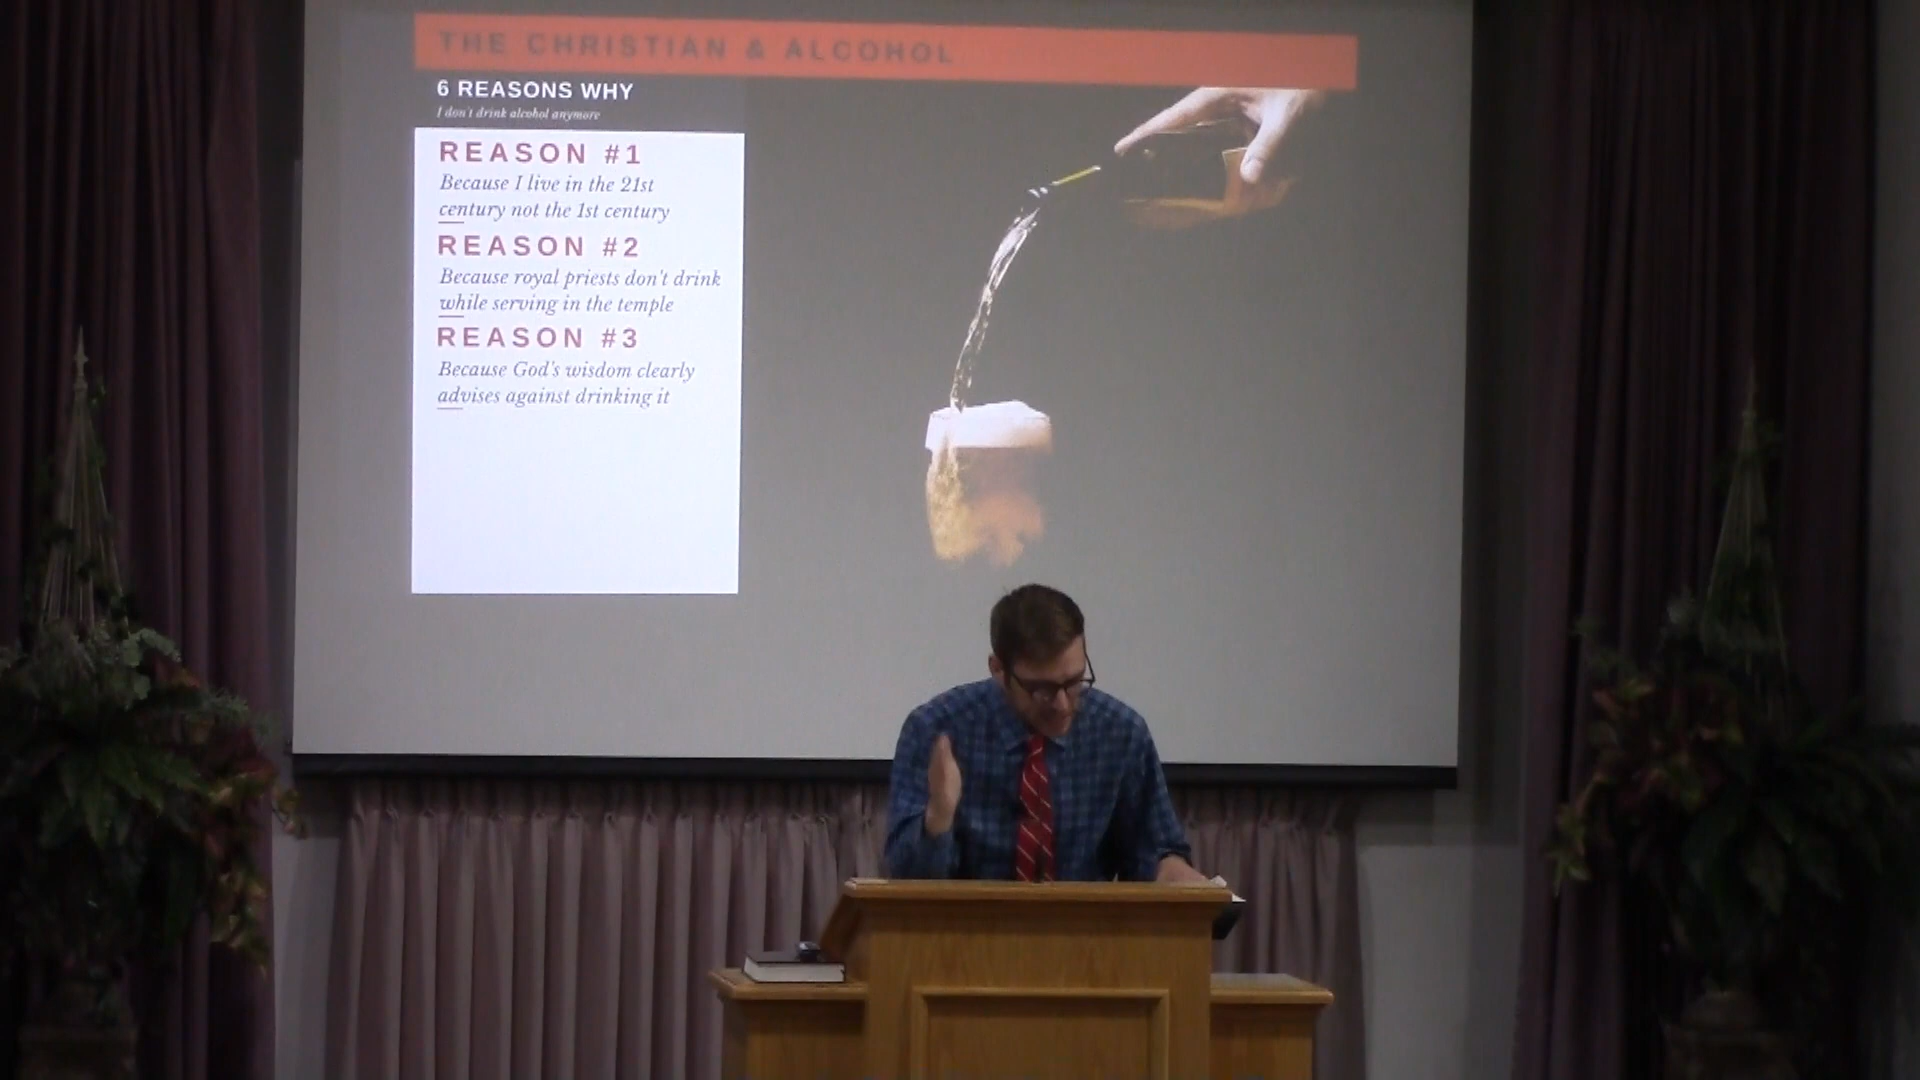 THE CHRISTIAN & ALCOHOL
6 REASONS WHY
I don't drink alcohol anymore
REASON #1
Because I live in the 21st
century not the 1st century
REASON #2
Because royal priests don't drink
while serving in the temple
REASON #3
Because God's wisdom clearly
advises against drinking it